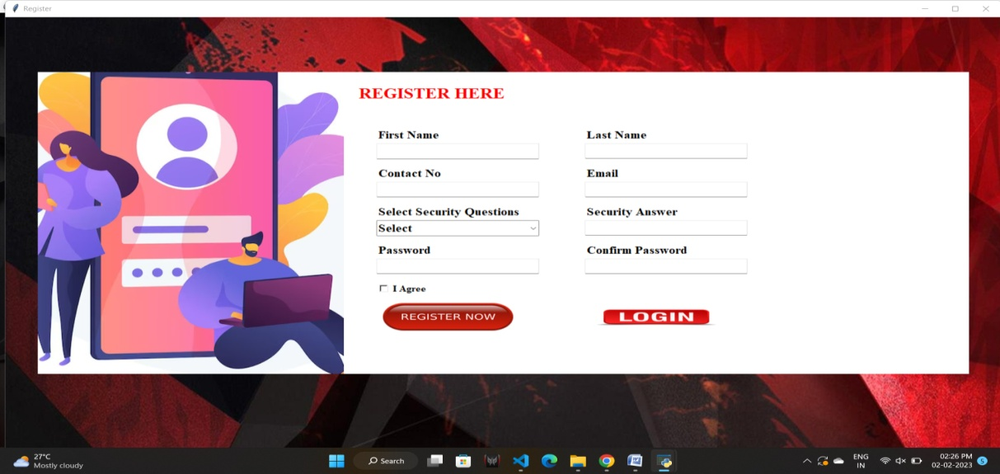 Register
REGISTER HERE
First Name
Last Name
Contact No
Email
Select Security Questions
Security Answer
Select
Password
Confirm Password
I Agree
REGISTER NOW
LOGIN
27°C
Mostly cloudy
Search
ENG
IN
02:26 PM
02-02-2023
5